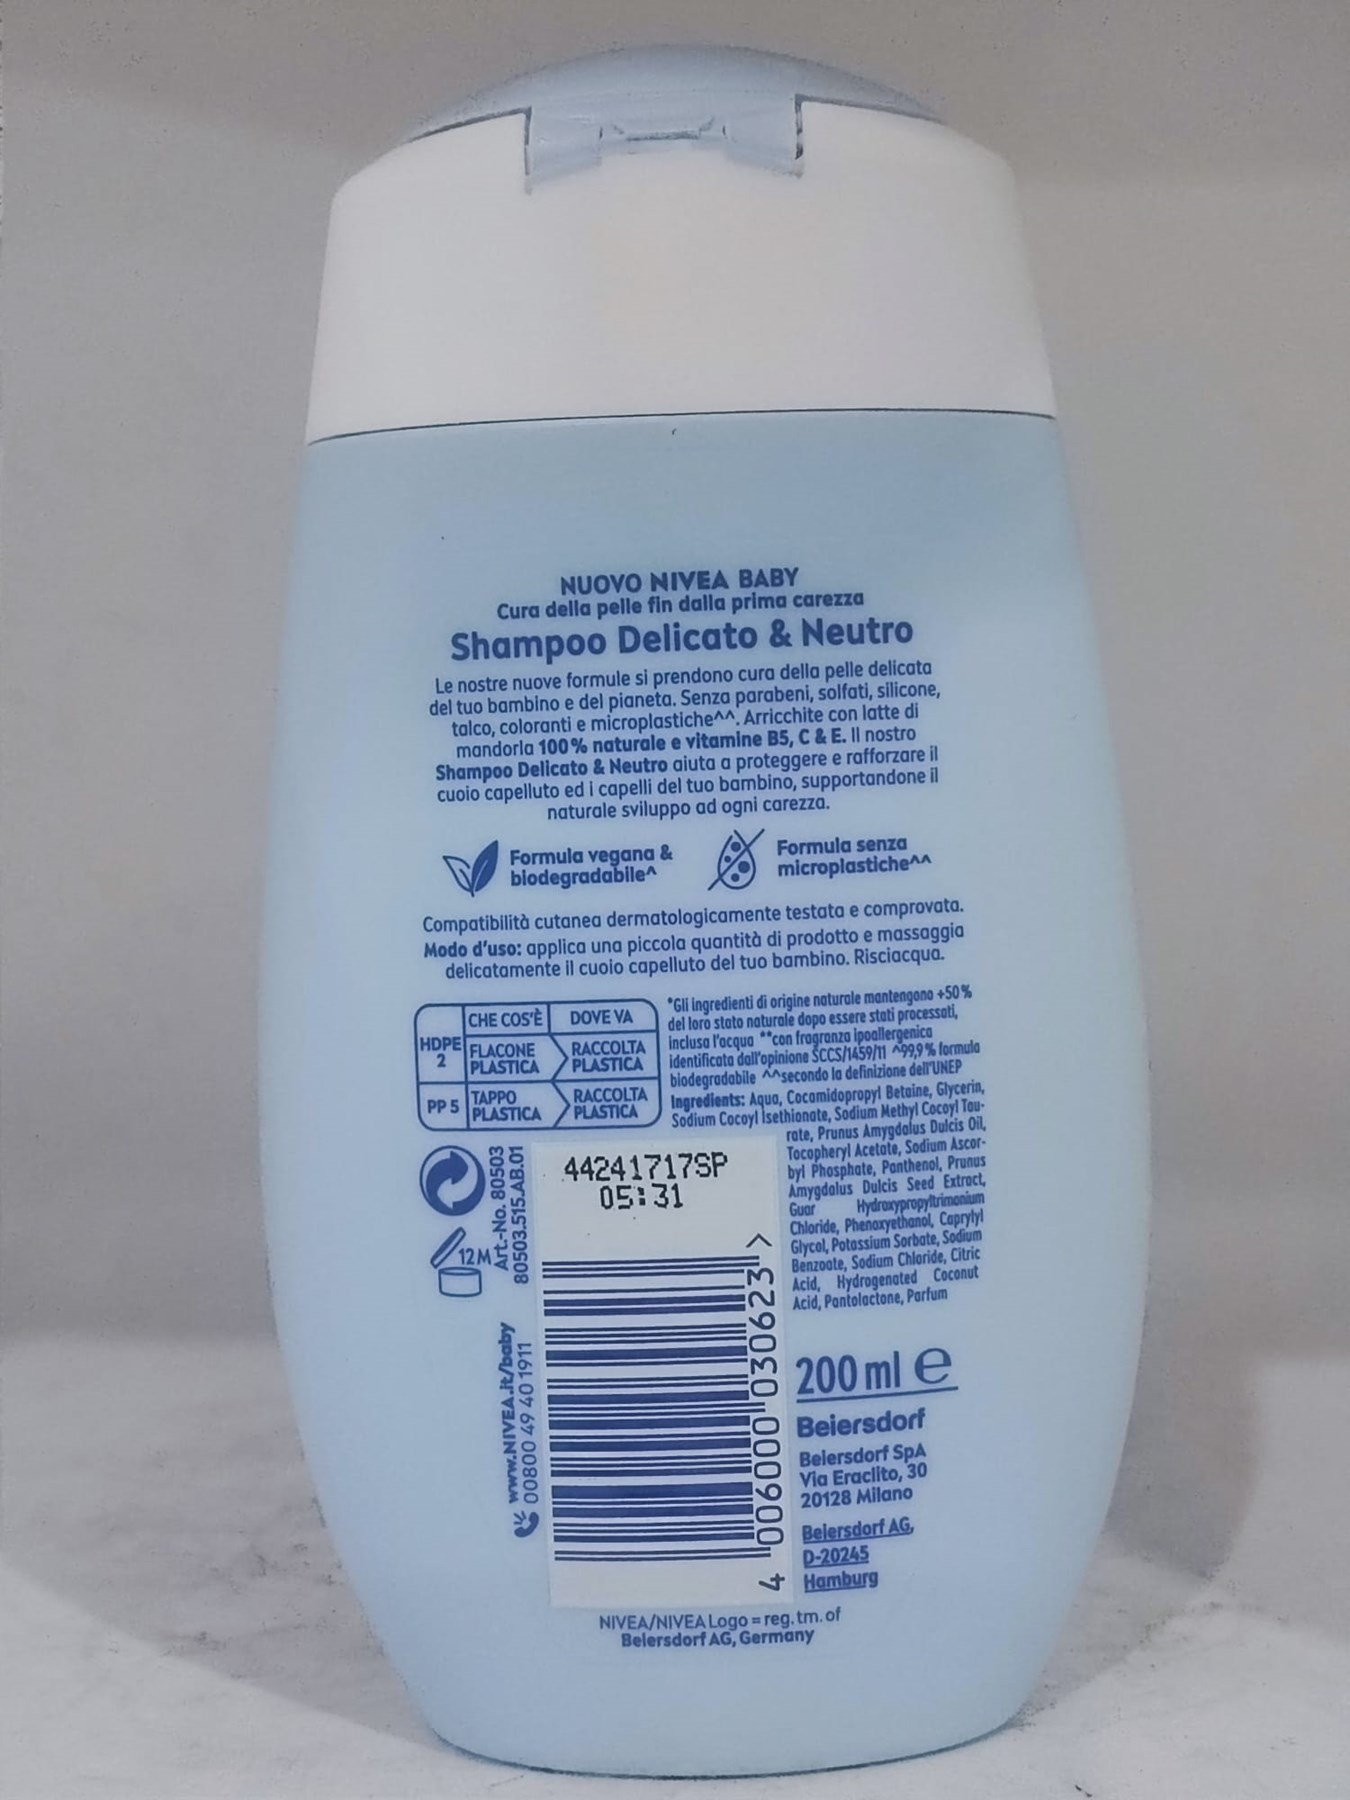 NUOVO NIVEA BABY
Cura della pelle fin dalla prima carezza
Shampoo Delicato & Neutro
Le nostre nuove formule si prendono cura della pelle delicata
del tuo bambino e del pianeta. Senza parabeni, solfati, silicone,
talco, coloranti e microplastiche^^. Arricchite con latte di
mandorla 100% naturale e vitamine B5, C & E. Il nostro
Shampoo Delicato & Neutro aiuta a proteggere e rafforzare il
cuoio capelluto ed i capelli del tuo bambino, supportandone il
naturale sviluppo ad ogni carezza.
Formula vegana &
biodegradabile^
Formula senza
microplastiche^^
Compatibilità cutanea dermatologicamente testata e comprovata.
Modo d'uso: applica una piccola quantità di prodotto e massaggia
delicatamente il cuoio capelluto del tuo bambino. Risciacqua.
CHE COS'È DOVE VA
HDPE 2
FLACONE PLASTICA
RACCOLTA PLASTICA
PP 5
TAPPO PLASTICA
RACCOLTA PLASTICA
*Gli ingredienti di origine naturale mantengono +50%
del loro stato naturale dopo essere stati processati,
inclusa l'acqua **con fragranza ipoallergenica
identificata dall'opinione SCCS/1459/11 ^99,9% formula
biodegradabile ^^secondo la definizione dell'UNEP
Ingredients: Aqua, Cocamidopropyl Betaine, Glycerin,
Sodium Cocoyl Isethionate, Sodium Methyl Cocoyl Tau-
rate, Prunus Amygdalus Dulcis Oil,
Tocopheryl Acetate, Sodium Ascor-
byl Phosphate, Panthenol, Prunus
Amygdalus Dulcis Seed Extract,
Guar Hydroxypropyltrimonium
Chloride, Phenoxyethanol, Caprylyl
Glycol, Potassium Sorbate, Sodium
Benzoate, Sodium Chloride, Citric
Acid, Hydrogenated Coconut
Acid, Pantolactone, Parfum
12M
Art.-No. 80503
80503.515.AB.01
44241717SP
05:31
www.NIVEA.it/baby
00800 49 40 1911
4 006000 030623 >
200 ml e
Beiersdorf
Beiersdorf SpA
Via Eraclito, 30
20128 Milano
Beiersdorf AG,
D-20245
Hamburg
NIVEA/NIVEA Logo = reg. tm. of
Beiersdorf AG, Germany